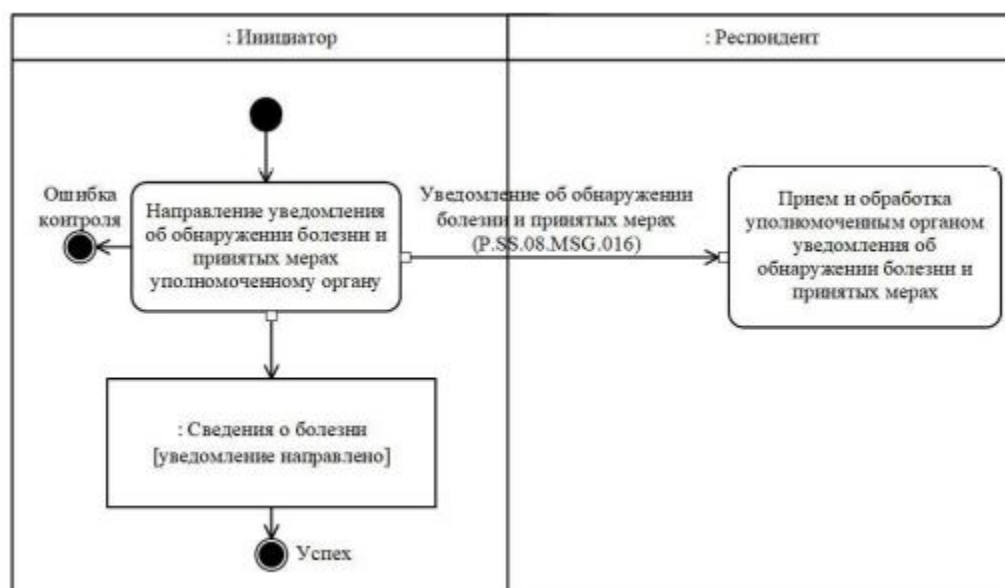 : Инициатор
: Респондент
Ошибка
контроля
Направление уведомления
об обнаружении болезни и
принятых мерах
уполномоченному органу
Уведомление об обнаружении
болезни и принятых мерах
(P.SS.08.MSG.016)
Прием и обработка
уполномоченным органом
уведомления об
обнаружении болезни и
принятых мерах
: Сведения о болезни
[уведомление направлено]
Успех